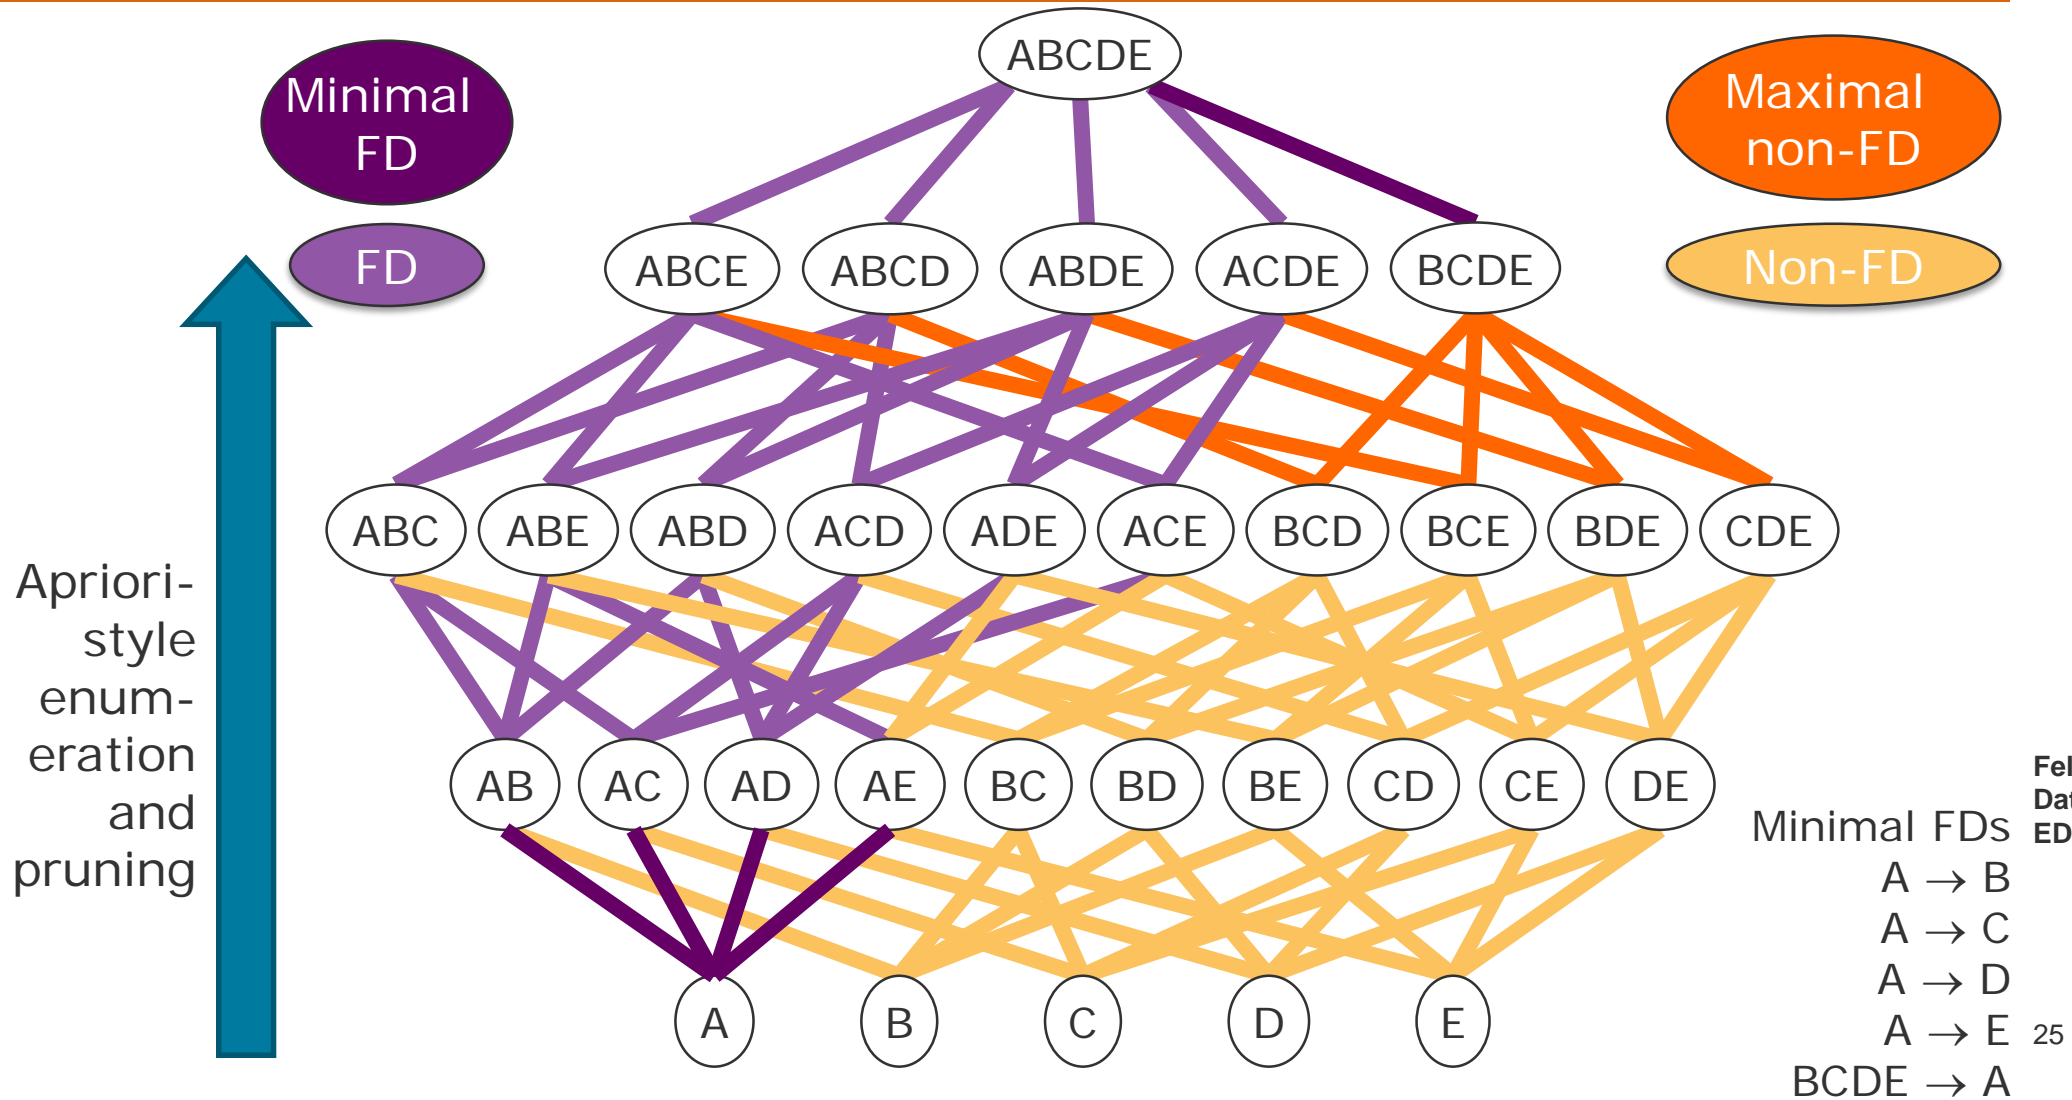 ABCDE
Minimal
FD
Maximal
non-FD
FD
ABCE ABCD ABDE ACDE BCDE
Non-FD
ABC ABE ABD ACD ADE ACE BCD BCE BDE CDE
Apriori-
style
enum-
eration
and
pruning
AB AC AD AE BC BD BE CD CE DE
A B C D E
Minimal FDs
A → B
A → C
A → D
A → E
BCDE → A
ED
25